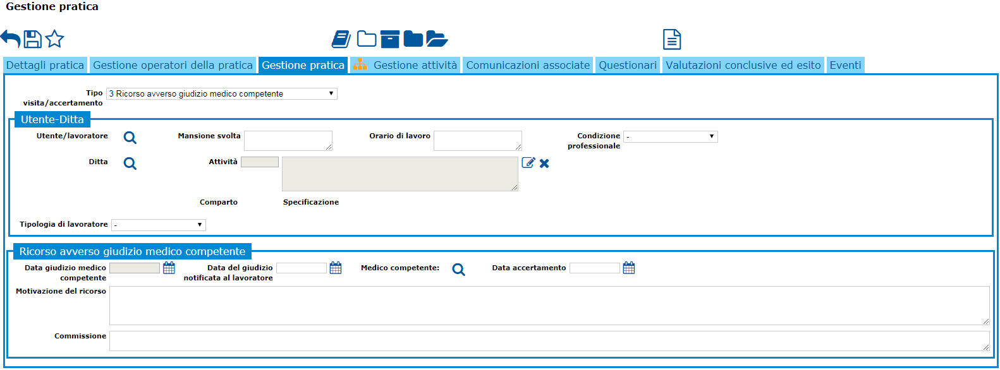 Gestione pratica
Dettagli pratica Gestione operatori della pratica Gestione pratica Gestione attività Comunicazioni associate Questionari Valutazioni conclusive ed esito Eventi
Tipo visita/accertamento 3 Ricorso avverso giudizio medico competente
Utente-Ditta
Utente/lavoratore Mansione svolta Orario di lavoro Condizione professionale -
Ditta Attività
Comparto Specificazione
Tipologia di lavoratore -
Ricorso avverso giudizio medico competente
Data giudizio medico competente Data del giudizio notificata al lavoratore Medico competente: Data accertamento
Motivazione del ricorso
Commissione